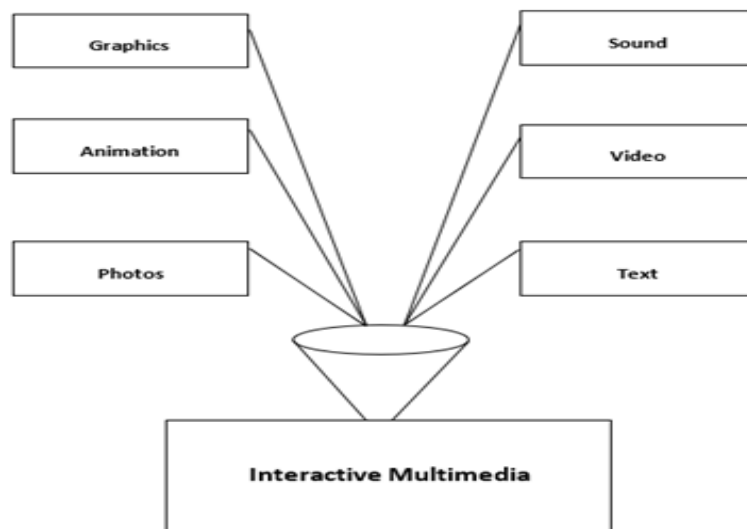 Graphics
Sound
Animation
Video
Photos
Text
Interactive Multimedia